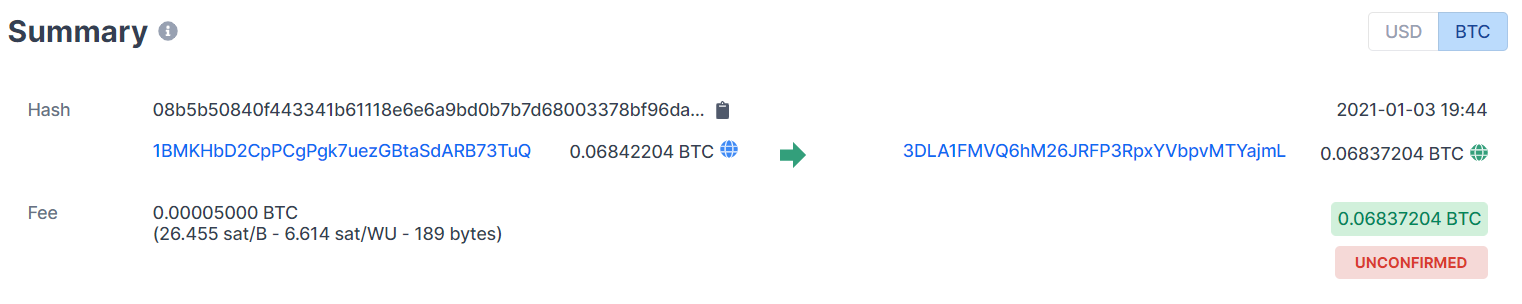 Summary
USD BTC
Hash 08b5b50840f443341b61118e6e6a9bd0b7b7d68003378bf96da... 2021-01-03 19:44
1BMKHbD2CpPCgPgk7uezGBtaSdARB73TuQ 0.06842204 BTC 3DLA1FMVQ6hM26JRFP3RpxYVbpvMTYajmL 0.06837204 BTC
Fee 0.00005000 BTC 0.06837204 BTC
(26.455 sat/B - 6.614 sat/WU - 189 bytes)
UNCONFIRMED